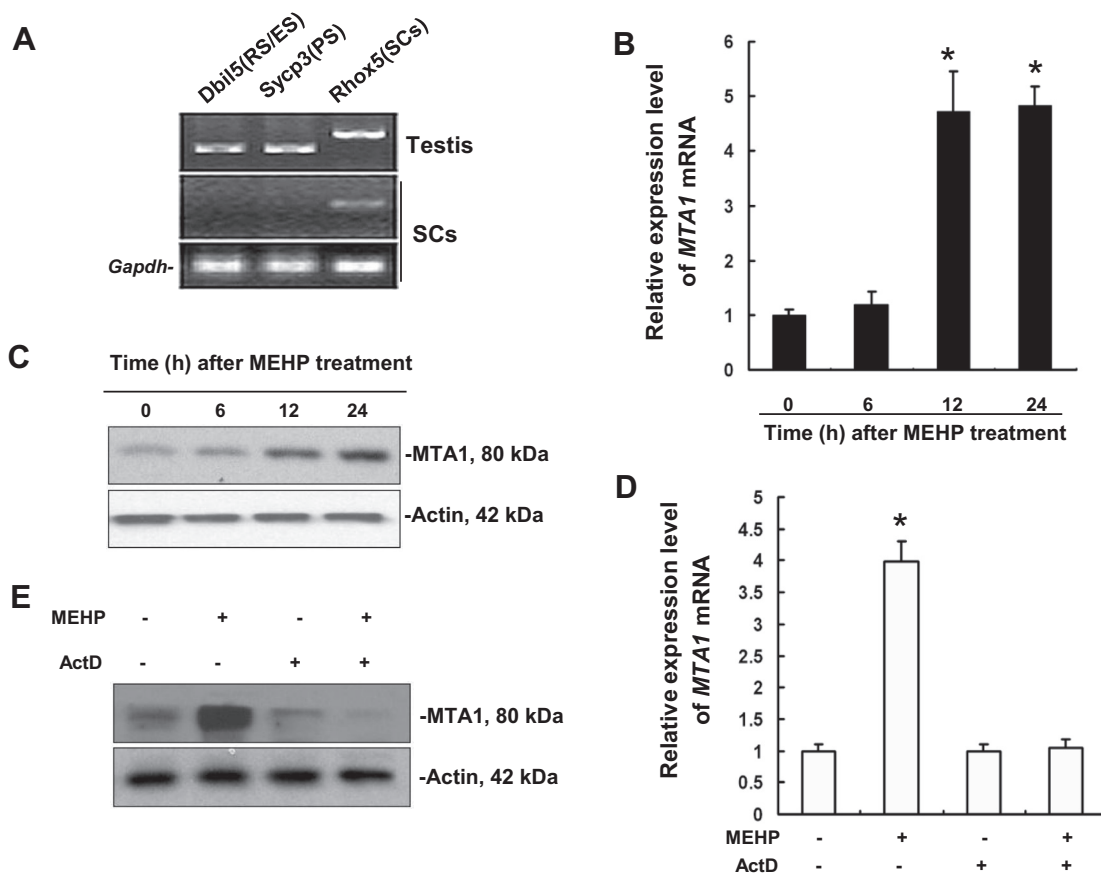 A
Dbil5(RS/ES)
Sycp3(PS)
Rhox5(SCs)
Testis
SCs
Gapdh-
B
Relative expression level
of MTA1 mRNA
6
5
4
3
2
1
0
*
*
0 6 12 24
Time (h) after MEHP treatment
C
Time (h) after MEHP treatment
0 6 12 24
-MTA1, 80 kDa
-Actin, 42 kDa
D
Relative expression level
of MTA1 mRNA
5
4.5
4
3.5
3
2.5
2
1.5
1
0.5
0
*
MEHP - + - +
ActD - - + +
E
MEHP - + - +
ActD - - + +
-MTA1, 80 kDa
-Actin, 42 kDa